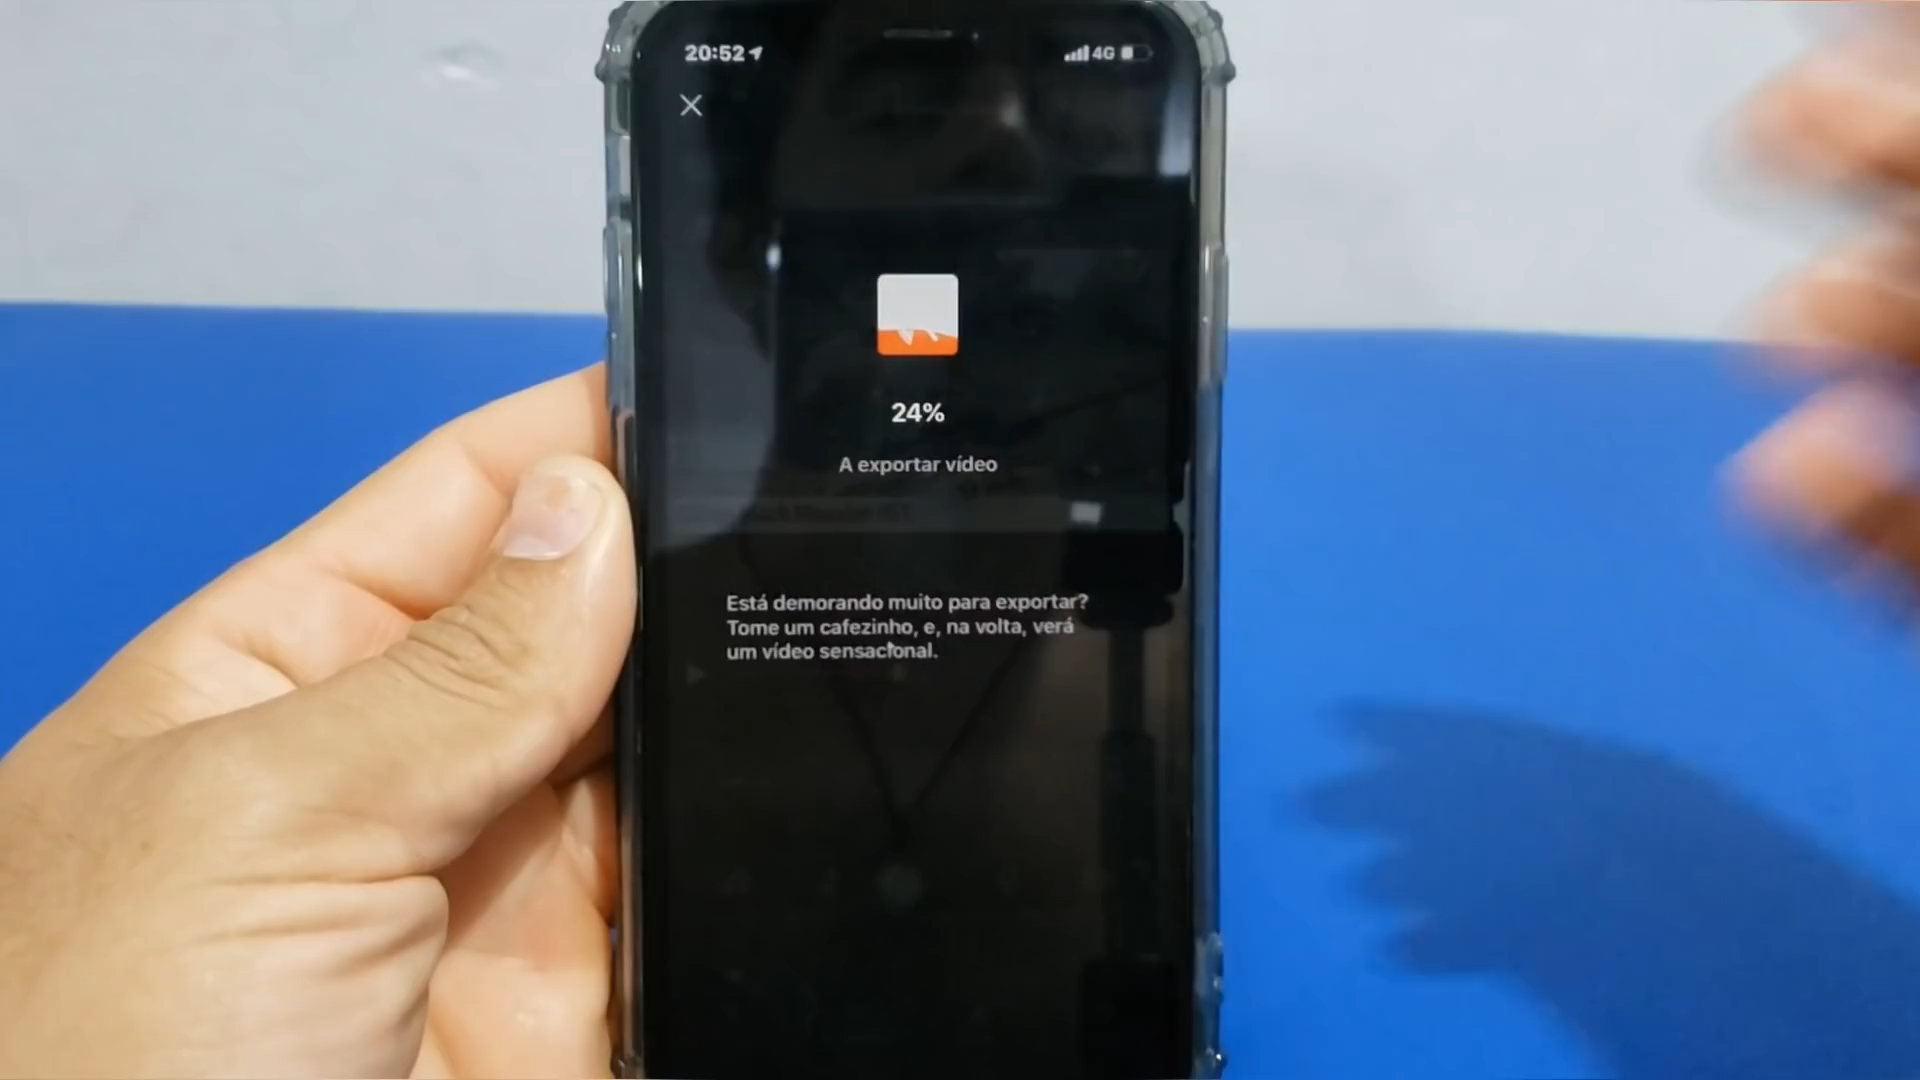 20:52
4G
24%
A exportar vídeo
Está demorando muito para exportar?
Tome um cafezinho, e, na volta, verá
um vídeo sensacional.